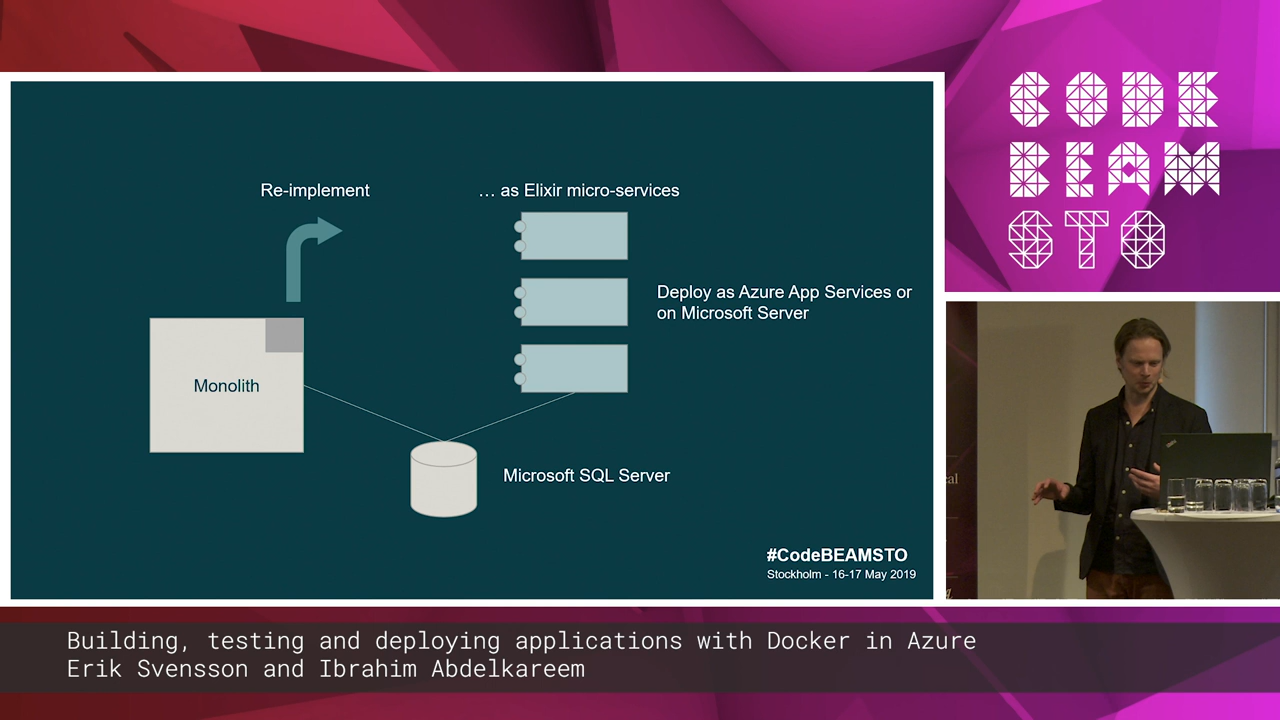 CODE
BEAM
STO
Re-implement
… as Elixir micro-services
Deploy as Azure App Services or
on Microsoft Server
Monolith
Microsoft SQL Server
#CodeBEAMSTO
Stockholm - 16-17 May 2019
Building, testing and deploying applications with Docker in Azure
Erik Svensson and Ibrahim Abdelkareem